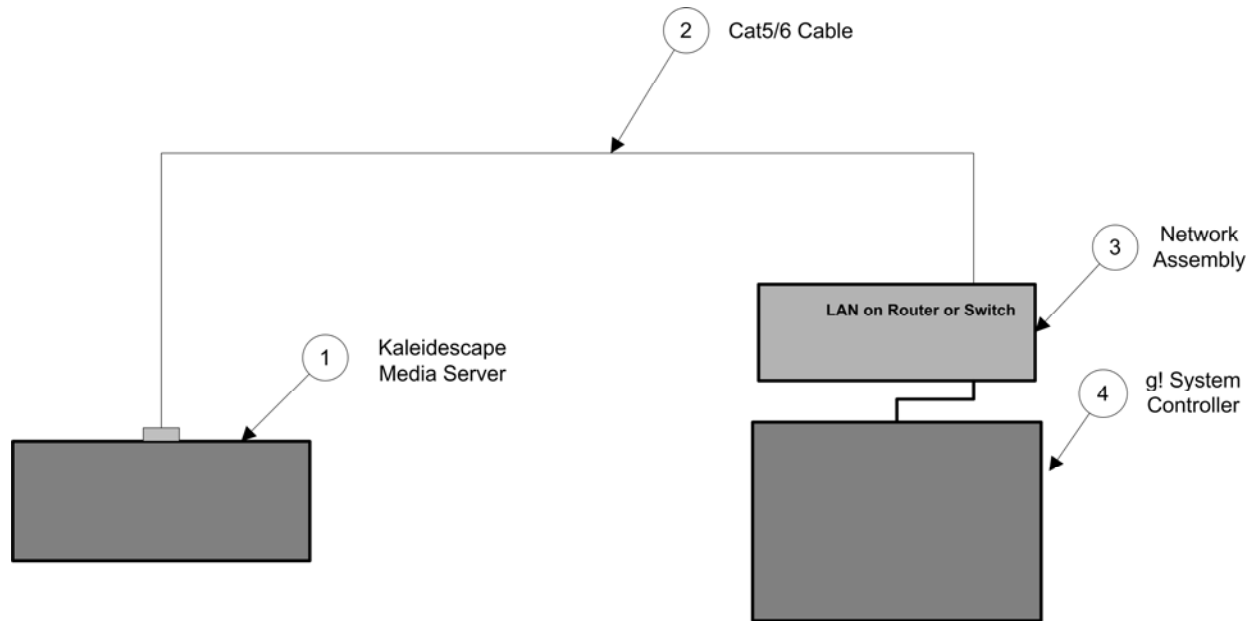 2 Cat5/6 Cable
3 Network
Assembly
LAN on Router or Switch
1 Kaleidescape
Media Server
4 g! System
Controller